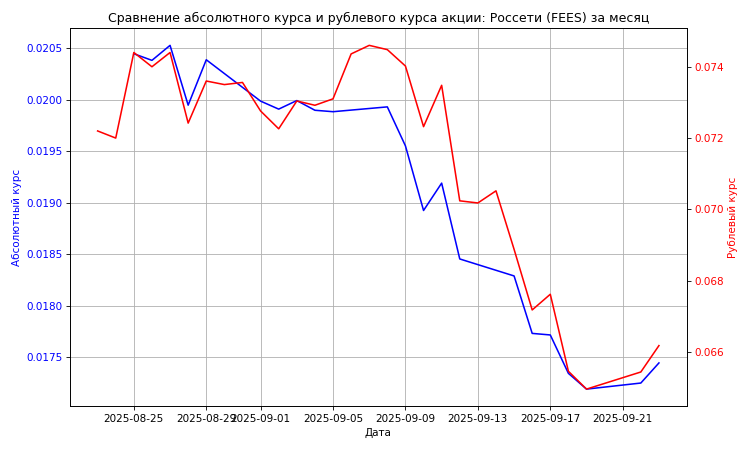 Сравнение абсолютного курса и рублевого курса акции: Россети (FEES) за месяц
Абсолютный курс
0.0205
0.0200
0.0195
0.0190
0.0185
0.0180
0.0175
0.074
0.072
0.070
0.068
0.066
Рублевый курс
2025-08-25 2025-08-29 2025-09-01 2025-09-05 2025-09-09 2025-09-13 2025-09-17 2025-09-21
Дата